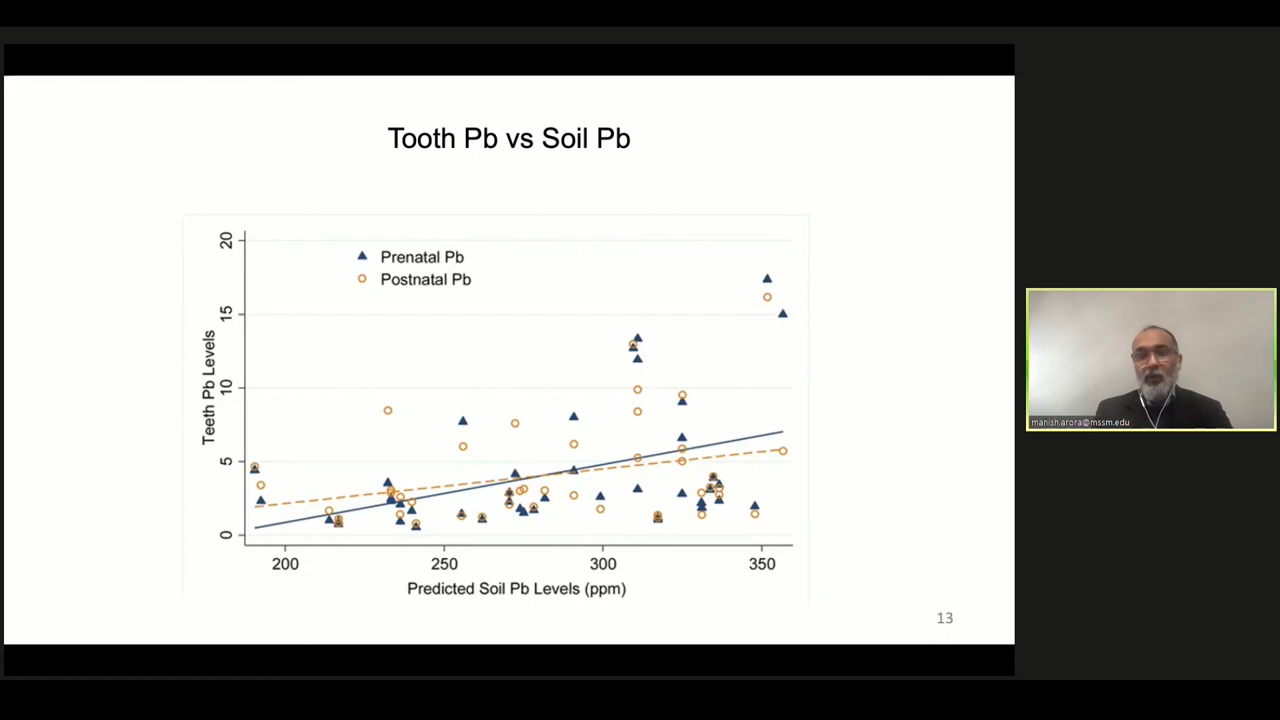 Tooth Pb vs Soil Pb
Prenatal Pb
Postnatal Pb
Teeth Pb Levels
20
15
10
5
0
200 250 300 350
Predicted Soil Pb Levels (ppm)
13
manish.arora@mssm.edu